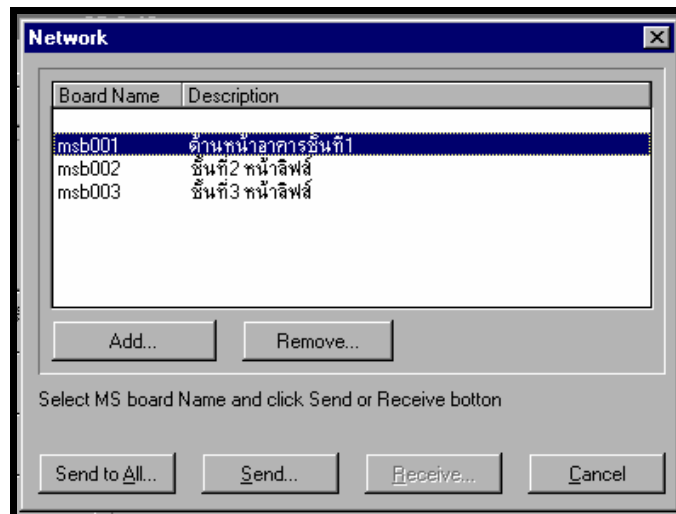 Network
Board Name Description
msb001 ด้านหน้าอาคารชั้นที่1
msb002 ชั้นที่2 หน้าลิฟส์
msb003 ชั้นที่3 หน้าลิฟส์
Add... Remove...
Select MS board Name and click Send or Receive botton
Send to All... Send... Receive... Cancel